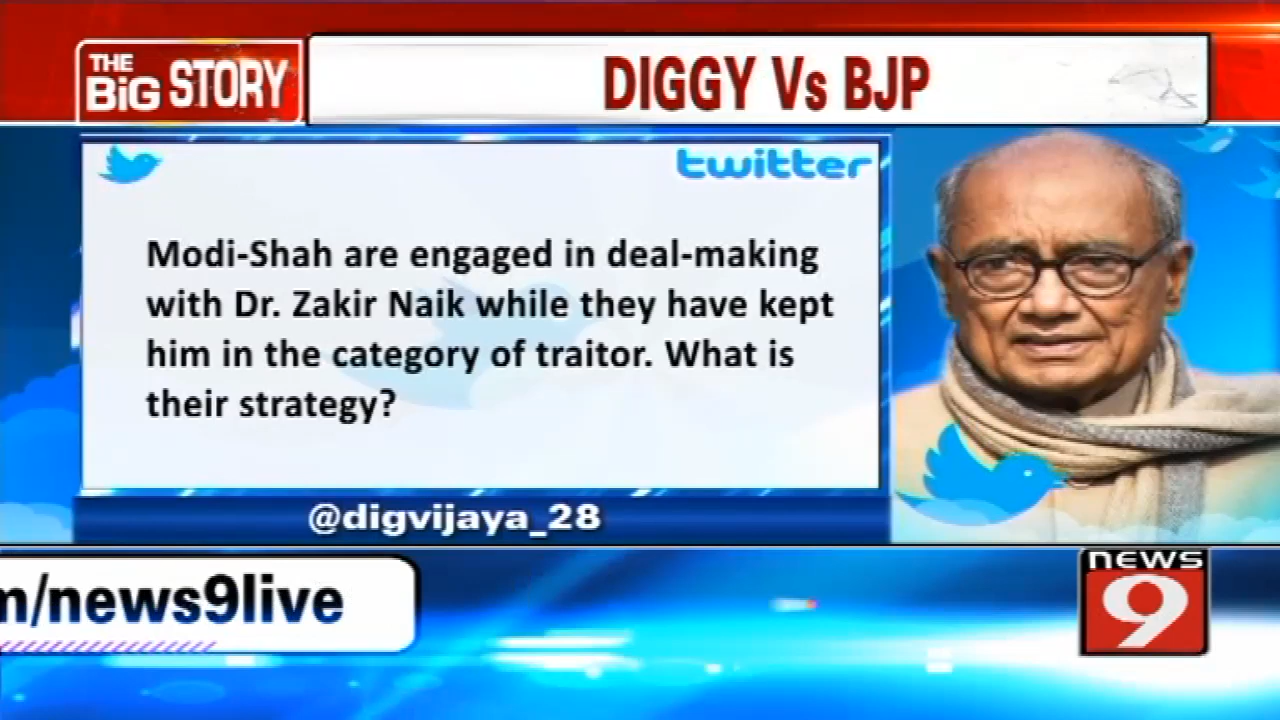 THE
BiG STORY
DIGGY Vs BJP
twitter
Modi-Shah are engaged in deal-making
with Dr. Zakir Naik while they have kept
him in the category of traitor. What is
their strategy?
@digvijaya_28
m/news9live
NEWS
9